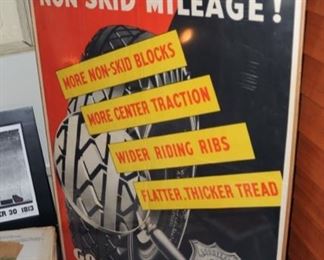 NON-SKID MILEAGE!
MORE NON-SKID BLOCKS
MORE CENTER TRACTION
WIDER RIDING RIBS
FLATTER, THICKER TREAD
ER 30 1913
GO